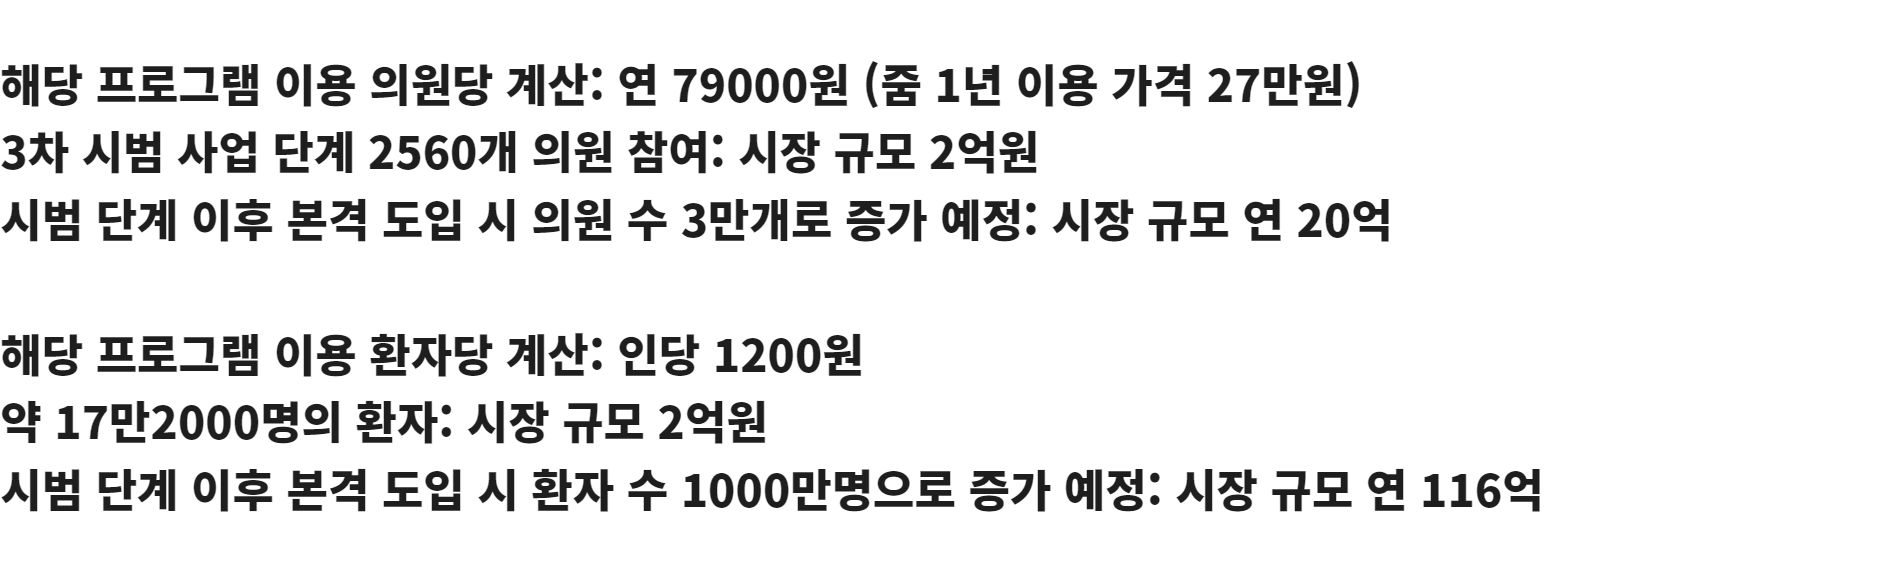 해당 프로그램 이용 의원당 계산: 연 79000원 (줌 1년 이용 가격 27만원)
3차 시범 사업 단계 2560개 의원 참여: 시장 규모 2억원
시범 단계 이후 본격 도입 시 의원 수 3만개로 증가 예정: 시장 규모 연 20억
해당 프로그램 이용 환자당 계산: 인당 1200원
약 17만2000명의 환자: 시장 규모 2억원
시범 단계 이후 본격 도입 시 환자 수 1000만명으로 증가 예정: 시장 규모 연 116억